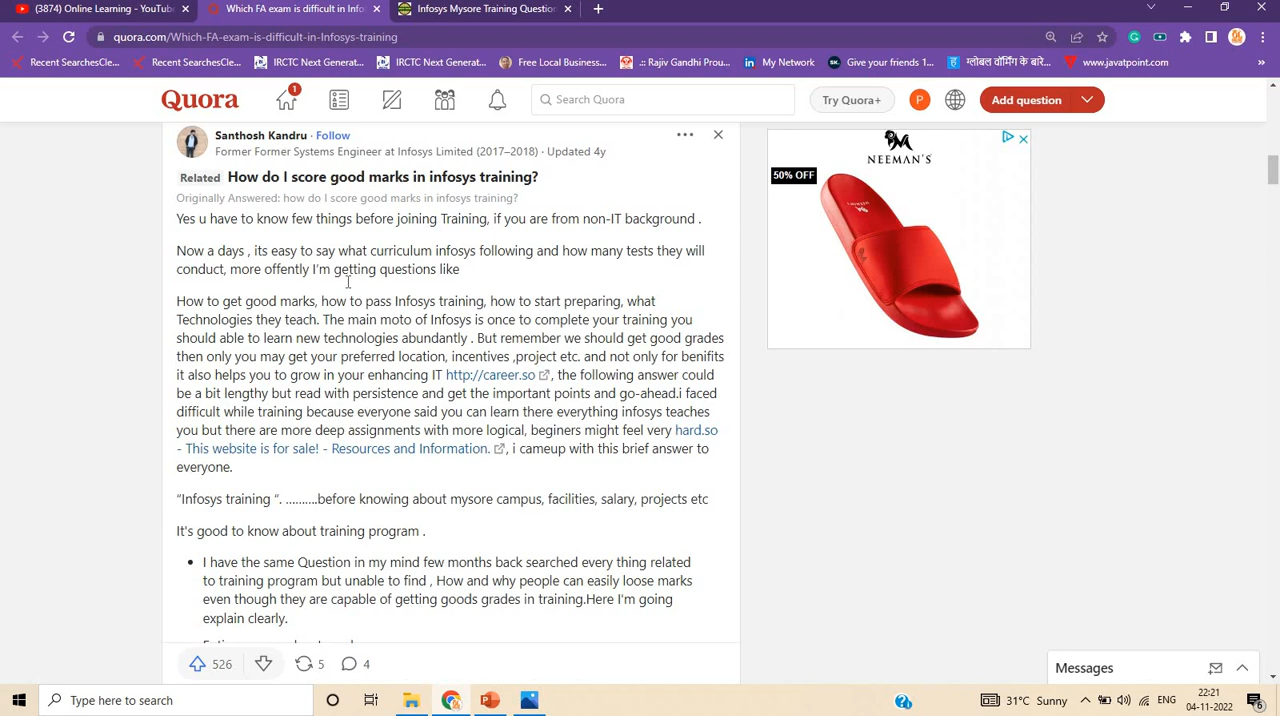 (3874) Online Learning - YouTube
Which FA exam is difficult in Info
Infosys Mysore Training Question
quora.com/Which-FA-exam-is-difficult-in-Infosys-training
Recent SearchesCle...
Recent SearchesCle...
IRCTC Next Generat...
IRCTC Next Generat...
Free Local Business...
.:: Rajiv Gandhi Prou...
My Network
Give your friends 1...
ग्लोबल वॉर्मिंग के बारे...
www.javatpoint.com
»
Quora
1
Search Quora
Try Quora+
P
Add question
Santhosh Kandru · Follow
Former Former Systems Engineer at Infosys Limited (2017–2018) · Updated 4y
Related How do I score good marks in infosys training?
Originally Answered: how do I score good marks in infosys training?
Yes u have to know few things before joining Training, if you are from non-IT background .
Now a days , its easy to say what curriculum infosys following and how many tests they will
conduct, more offently I'm getting questions like
How to get good marks, how to pass Infosys training, how to start preparing, what
Technologies they teach. The main moto of Infosys is once to complete your training you
should able to learn new technologies abundantly . But remember we should get good grades
then only you may get your preferred location, incentives ,project etc. and not only for benifits
it also helps you to grow in your enhancing IT http://career.so , the following answer could
be a bit lengthy but read with persistence and get the important points and go-ahead.i faced
difficult while training because everyone said you can learn there everything infosys teaches
you but there are more deep assignments with more logical, beginers might feel very hard.so
- This website is for sale! - Resources and Information. , i cameup with this brief answer to
everyone.
“Infosys training “. ……...before knowing about mysore campus, facilities, salary, projects etc
It's good to know about training program .
• I have the same Question in my mind few months back searched every thing related
to training program but unable to find , How and why people can easily loose marks
even though they are capable of getting goods grades in training.Here I'm going
explain clearly.
526
5
4
NEEMAN'S
50% OFF
Messages
Type here to search
31°C Sunny
ENG
22:21
04-11-2022
6